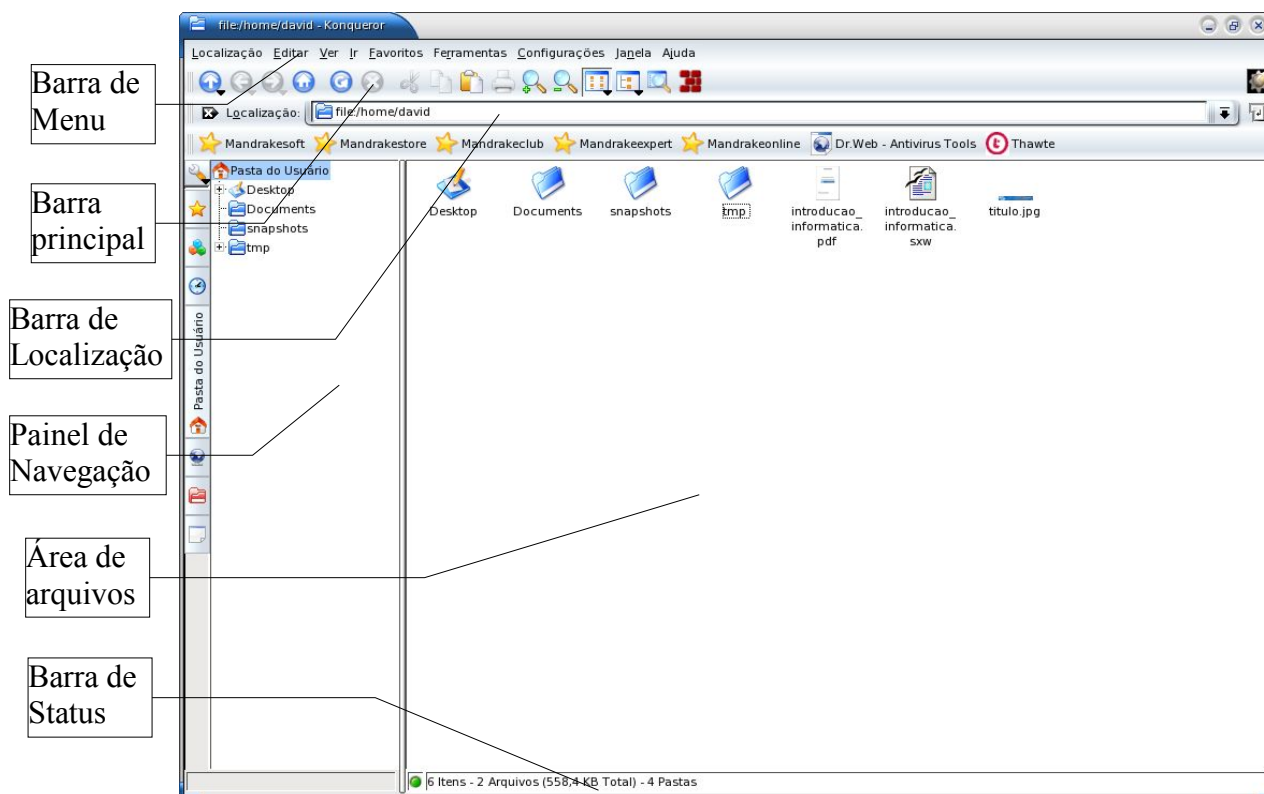 file:/home/david - Konqueror
Localização Editar Ver Ir Favoritos Ferramentas Configurações Janela Ajuda
Barra de
Menu
Localização: file:/home/david
Mandrakesoft Mandrakestore Mandrakeclub Mandrakeexpert Mandrakeonline Dr.Web - Antivirus Tools Thawte
Barra
principal
Pasta do Usuário
Desktop
Documents
snapshots
tmp
Desktop Documents snapshots tmp introducao_ introducao_ titulo.jpg
informatica. informatica.
pdf sxw
Barra de
Localização
Pasta do Usuário
Painel de
Navegação
Área de
arquivos
Barra de
Status
6 Itens - 2 Arquivos (558,4 KB Total) - 4 Pastas